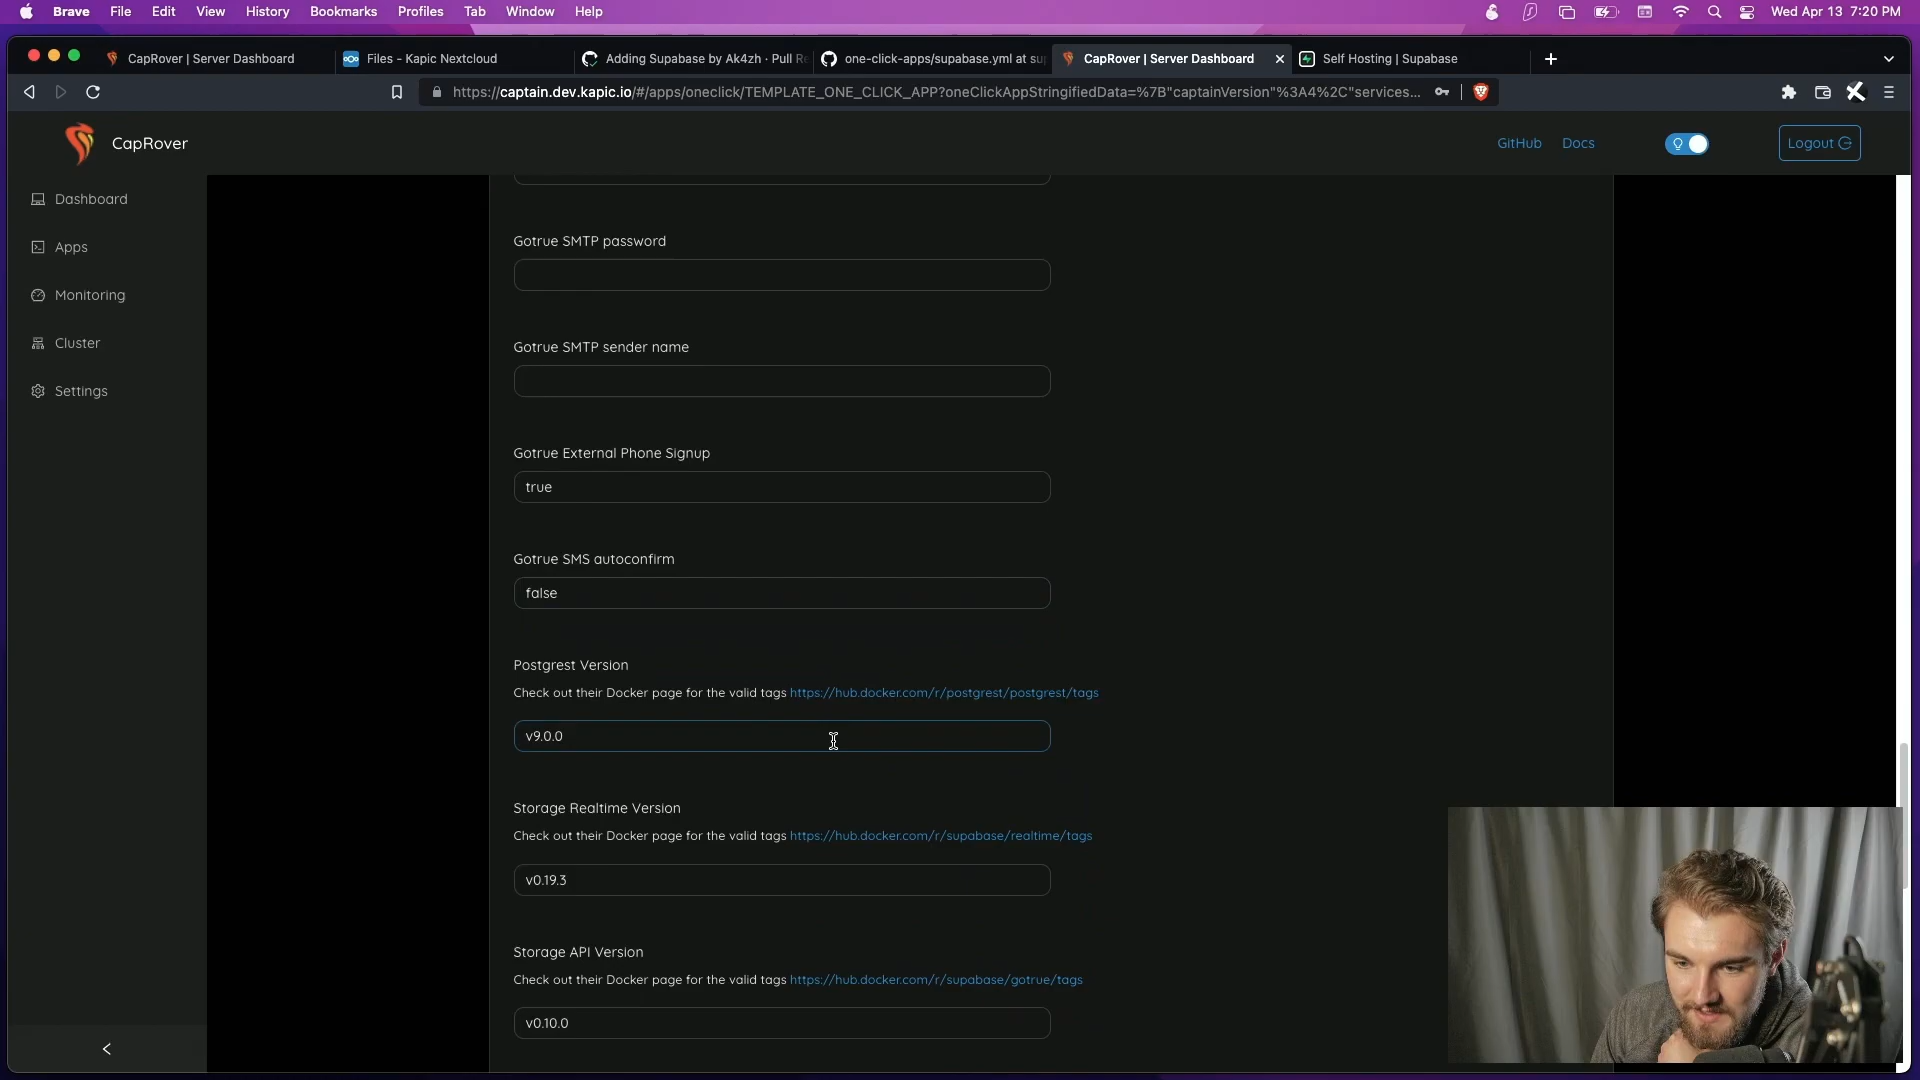 Brave File Edit View History Bookmarks Profiles Tab Window Help
Wed Apr 13 7:20 PM
CapRover | Server Dashboard
Files - Kapic Nextcloud
Adding Supabase by Ak4zh · Pull Re
one-click-apps/supabase.yml at sup
CapRover | Server Dashboard
Self Hosting | Supabase
https://captain.dev.kapic.io/#/apps/oneclick/TEMPLATE_ONE_CLICK_APP?oneClickAppStringifiedData=%7B"captainVersion"%3A4%2C"services...
CapRover
GitHub
Docs
Logout
Dashboard
Apps
Monitoring
Cluster
Settings
Gotrue SMTP password
Gotrue SMTP sender name
Gotrue External Phone Signup
true
Gotrue SMS autoconfirm
false
Postgrest Version
Check out their Docker page for the valid tags https://hub.docker.com/r/postgrest/postgrest/tags
v9.0.0
Storage Realtime Version
Check out their Docker page for the valid tags https://hub.docker.com/r/supabase/realtime/tags
v0.19.3
Storage API Version
Check out their Docker page for the valid tags https://hub.docker.com/r/supabase/gotrue/tags
v0.10.0